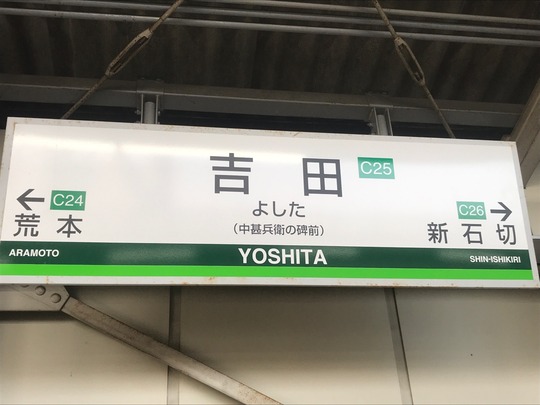 吉田 C25
よした
(中甚兵衛の碑前)
← C24
荒本
C26 →
新石切
ARAMOTO
YOSHITA
SHIN-ISHIKIRI